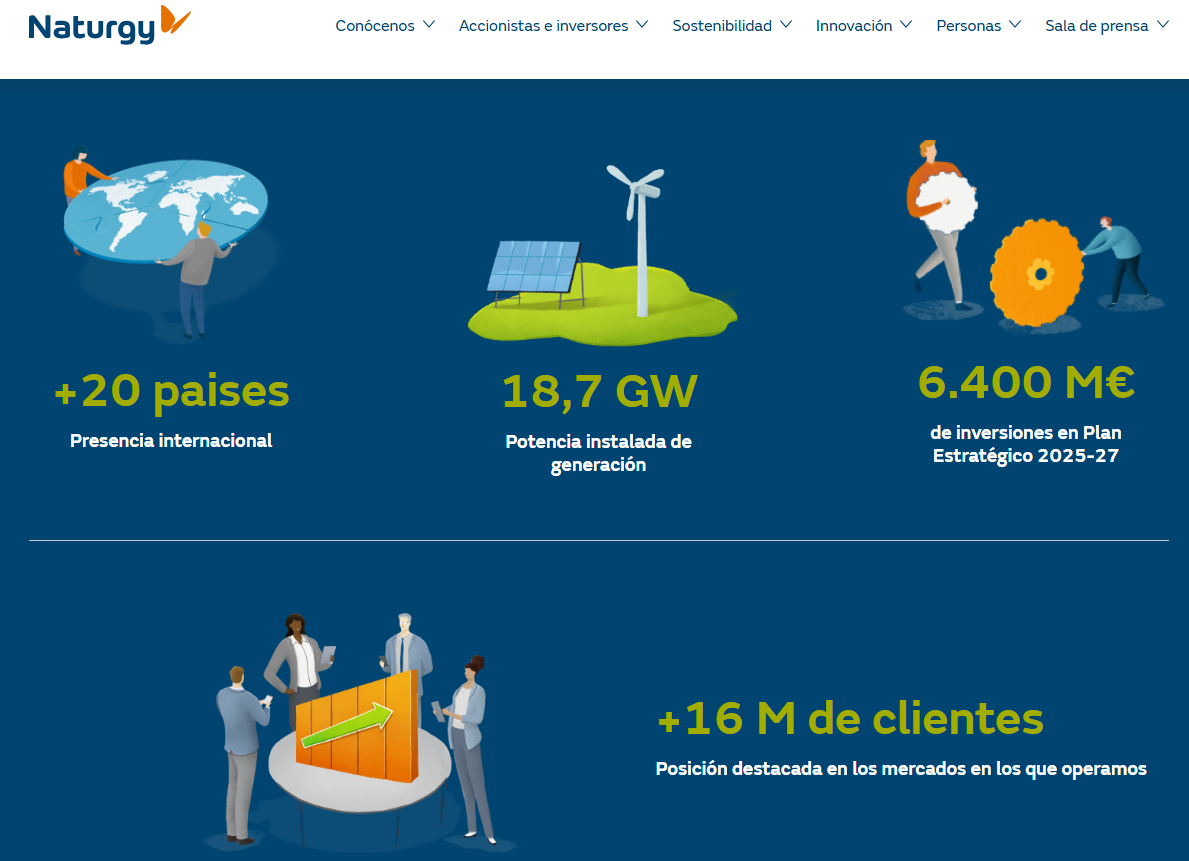 Naturgy
Conócenos Accionistas e inversores Sostenibilidad Innovación Personas Sala de prensa
+20 paises
Presencia internacional
18,7 GW
Potencia instalada de
generación
6.400 M€
de inversiones en Plan
Estratégico 2025-27
+16 M de clientes
Posición destacada en los mercados en los que operamos